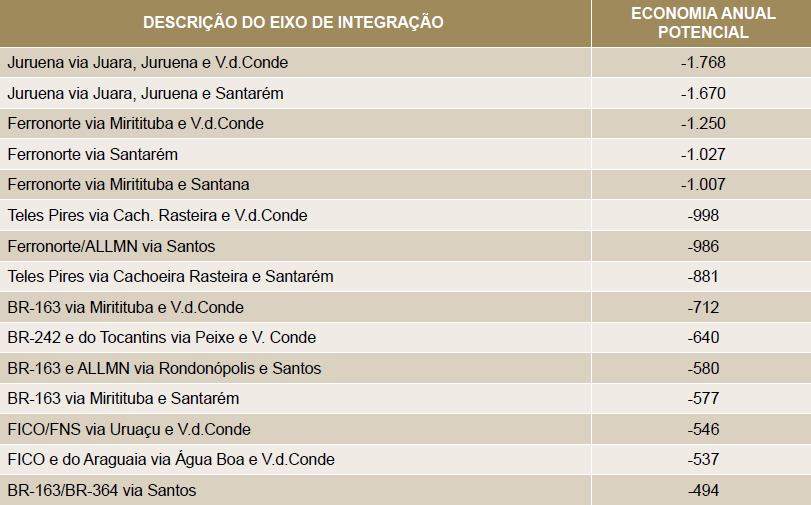 DESCRIÇÃO DO EIXO DE INTEGRAÇÃO
ECONOMIA ANUAL
POTENCIAL
Juruena via Juara, Juruena e V.d.Conde -1.768
Juruena via Juara, Juruena e Santarém -1.670
Ferronorte via Miritituba e V.d.Conde -1.250
Ferronorte via Santarém -1.027
Ferronorte via Miritituba e Santana -1.007
Teles Pires via Cach. Rasteira e V.d.Conde -998
Ferronorte/ALLMN via Santos -986
Teles Pires via Cachoeira Rasteira e Santarém -881
BR-163 via Miritituba e V.d.Conde -712
BR-242 e do Tocantins via Peixe e V. Conde -640
BR-163 e ALLMN via Rondonópolis e Santos -580
BR-163 via Miritituba e Santarém -577
FICO/FNS via Uruaçu e V.d.Conde -546
FICO e do Araguaia via Água Boa e V.d.Conde -537
BR-163/BR-364 via Santos -494